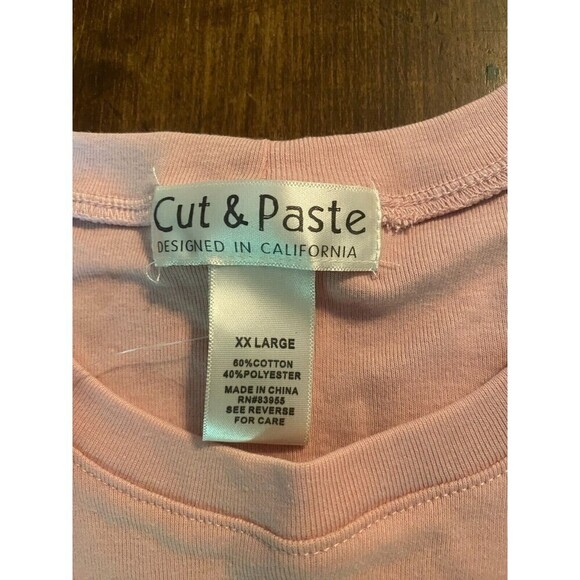 Cut & Paste
DESIGNED IN CALIFORNIA
XX LARGE
60%COTTON
40%POLYESTER
MADE IN CHINA
RN#83955
SEE REVERSE
FOR CARE